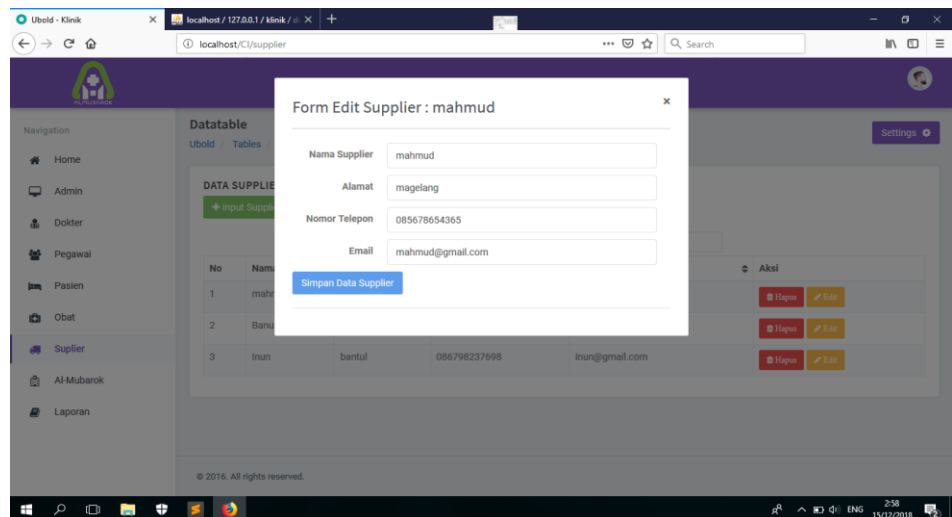 Ubold - Klinik
localhost / 127.0.0.1 / klinik / d
localhost/CI/supplier
Search
Navigation
Home
Admin
Dokter
Pegawai
Pasien
Obat
Suplier
Al-Mubarok
Laporan
Datatable
Ubold / Tables /
Settings
DATA SUPPLIE
+ Input Suppli
Form Edit Supplier : mahmud
×
Nama Supplier mahmud
Alamat magelang
Nomor Telepon 085678654365
Email mahmud@gmail.com
Simpan Data Supplier
No Nam Aksi
1 mahr Hapus Edit
2 Banu Hapus Edit
3 inun bantul 086798237698 inun@gmail.com Hapus Edit
© 2016. All rights reserved.
ENG
2:58
15/12/2018